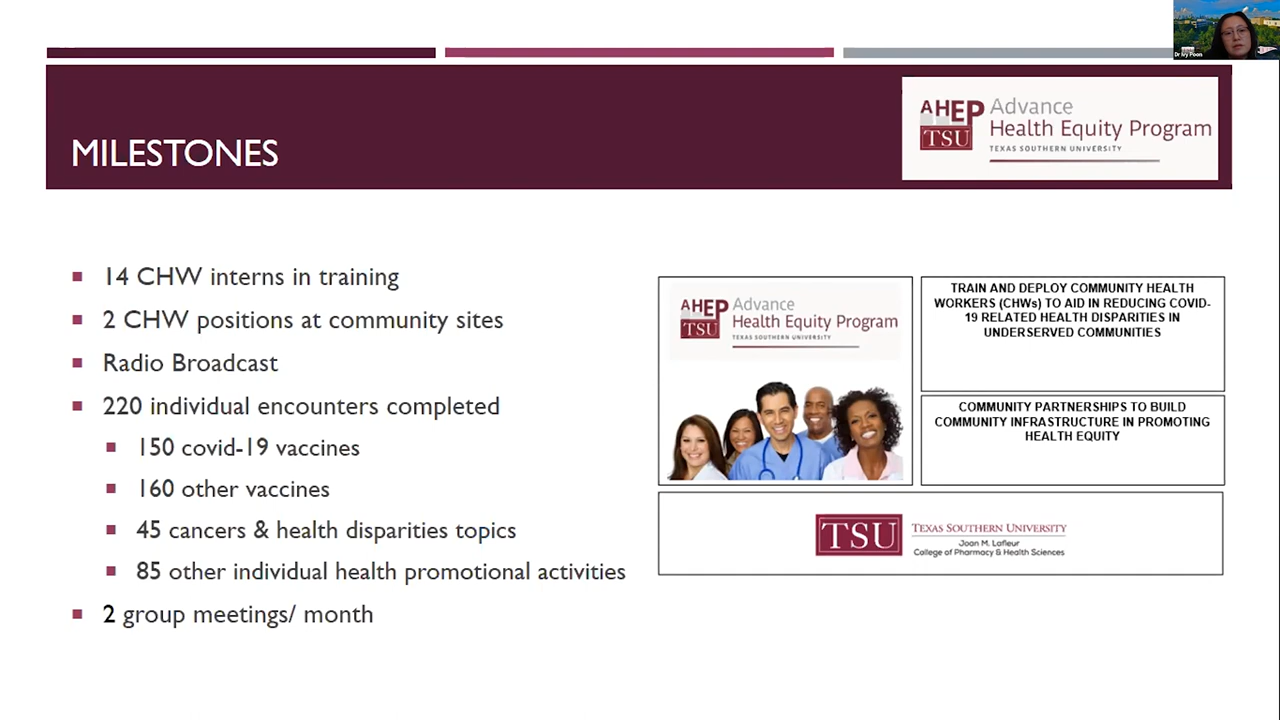 Dr Ivy Poon
MILESTONES
AHEP Advance
TSU Health Equity Program
TEXAS SOUTHERN UNIVERSITY
14 CHW interns in training
2 CHW positions at community sites
Radio Broadcast
220 individual encounters completed
150 covid-19 vaccines
160 other vaccines
45 cancers & health disparities topics
85 other individual health promotional activities
2 group meetings/ month
AHEP Advance
TSU Health Equity Program
TEXAS SOUTHERN UNIVERSITY
TRAIN AND DEPLOY COMMUNITY HEALTH
WORKERS (CHWs) TO AID IN REDUCING COVID-
19 RELATED HEALTH DISPARITIES IN
UNDERSERVED COMMUNITIES
COMMUNITY PARTNERSHIPS TO BUILD
COMMUNITY INFRASTRUCTURE IN PROMOTING
HEALTH EQUITY
TSU TEXAS SOUTHERN UNIVERSITY
Joan M. Lafleur
College of Pharmacy & Health Sciences